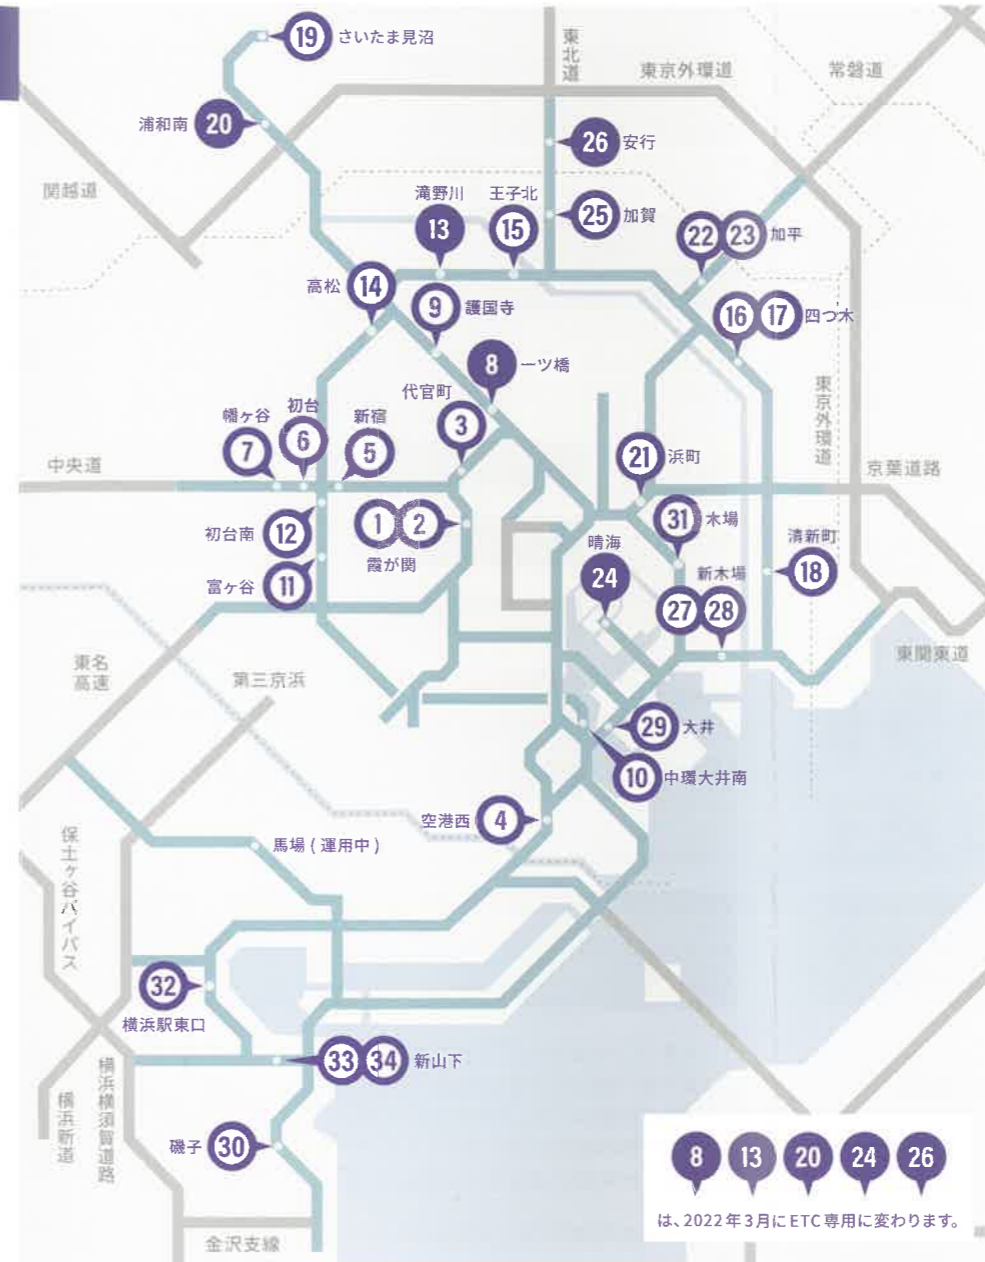 19 さいたま見沼
東北道
東京外環道
常磐道
浦和南 20
26 安行
関越道
滝野川
13
王子北
15
25 加賀
22 23 加平
高松 14
9 護国寺
16 17 四つ木
8 一ツ橋
代官町
3
東京外環道
幡ヶ谷
7
初台
6
新宿
5
中央道
21 浜町
京葉道路
初台南 12
1 2
霞が関
31 木場
晴海
24
清新町
18
富ヶ谷 11
新木場
27 28
東名
高速
第三京浜
東関東道
29 大井
10 中環大井南
空港西 4
馬場 ( 運用中 )
保土ヶ谷バイパス
32
横浜駅東口
33 34 新山下
横浜新道
横浜横須賀道路
磯子 30
金沢支線
8 13 20 24 26
は、2022年3月にETC専用に変わります。